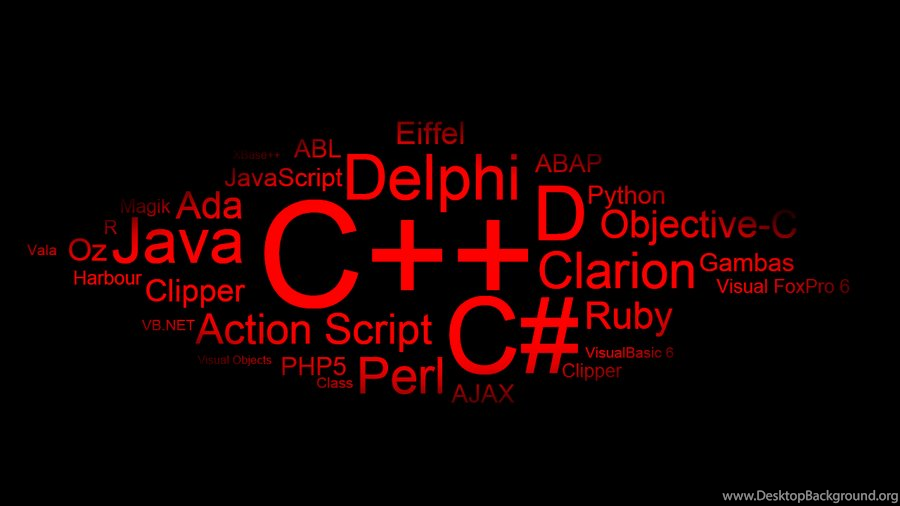 Eiffel
ABL
JavaScript
Delphi
ABAP
Python
Magik
Ada
D
Objective-C
R
Java
C++
Vala
Oz
Clarion
Gambas
Harbour
Clipper
Visual FoxPro 6
VB.NET
Action Script
C#
Ruby
Visual Objects
PHP5
VisualBasic 6
Class
Perl
Clipper
AJAX
www.DesktopBackground.org